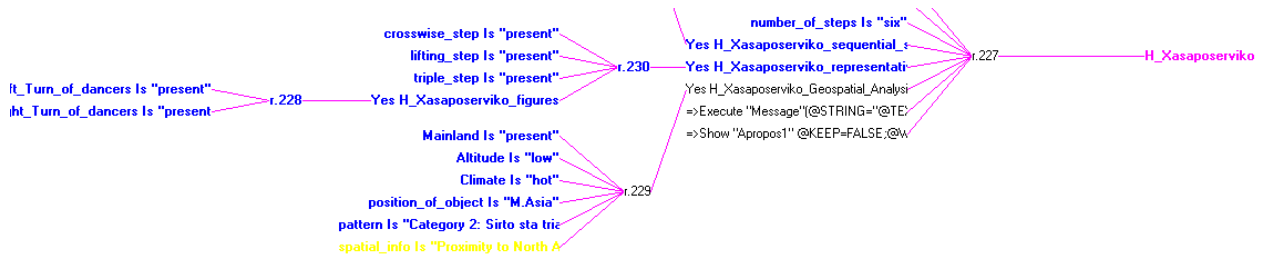 number_of_steps Is "six"
crosswise_step Is "present"
Yes H_Xasaposerviko_sequential_s
lifting_step Is "present"
r.227
H_Xasaposerviko
r.230
Yes H_Xasaposerviko_representati
triple_step Is "present"
ft_Turn_of_dancers Is "present"
Yes H_Xasaposerviko_Geospatial_Analysi
r.228
Yes H_Xasaposerviko_figures
ght_Turn_of_dancers Is "present
=>Execute "Message"(@STRING="@TEX
Mainland Is "present"
=>Show "Apropos1" @KEEP=FALSE;@W
Altitude Is "low"
Climate Is "hot"
r.229
position_of_object Is "M.Asia"
pattern Is "Category 2: Sirto sta tria
spatial_info Is "Proximity to North A